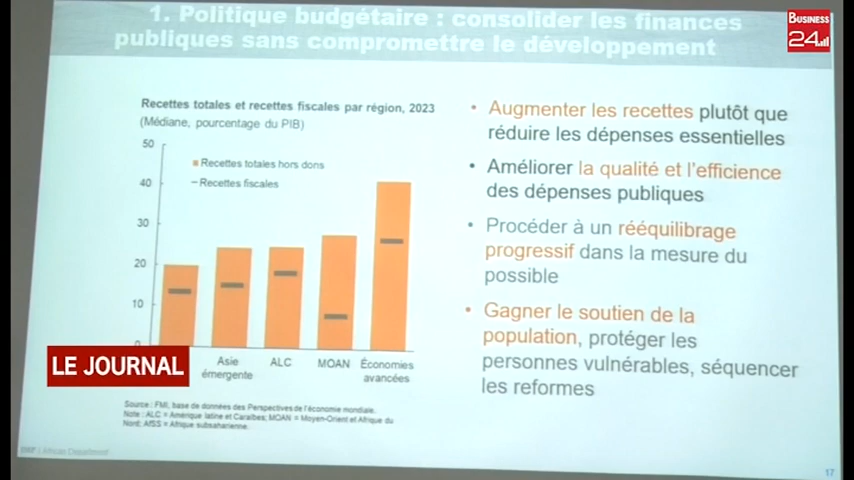 1. Politique budgétaire : consolider les finances
publiques sans compromettre le développement
BUSINESS
24
Recettes totales et recettes fiscales par région, 2023
(Médiane, pourcentage du PIB)
50
40
30
20
10
0
Recettes totales hors dons
Recettes fiscales
Asie
émergente
ALC
MOAN
Économies
avancées
Source : FMI, base de données des Perspectives de l'économie mondiale.
Note : ALC = Amérique latine et Caraïbes; MOAN = Moyen-Orient et Afrique du
Nord; AfSS = Afrique subsaharienne.
• Augmenter les recettes plutôt que
réduire les dépenses essentielles
• Améliorer la qualité et l'efficience
des dépenses publiques
• Procéder à un rééquilibrage
progressif dans la mesure du
possible
• Gagner le soutien de la
population, protéger les
personnes vulnérables, séquencer
les reformes
LE JOURNAL
IMF | African Department
17